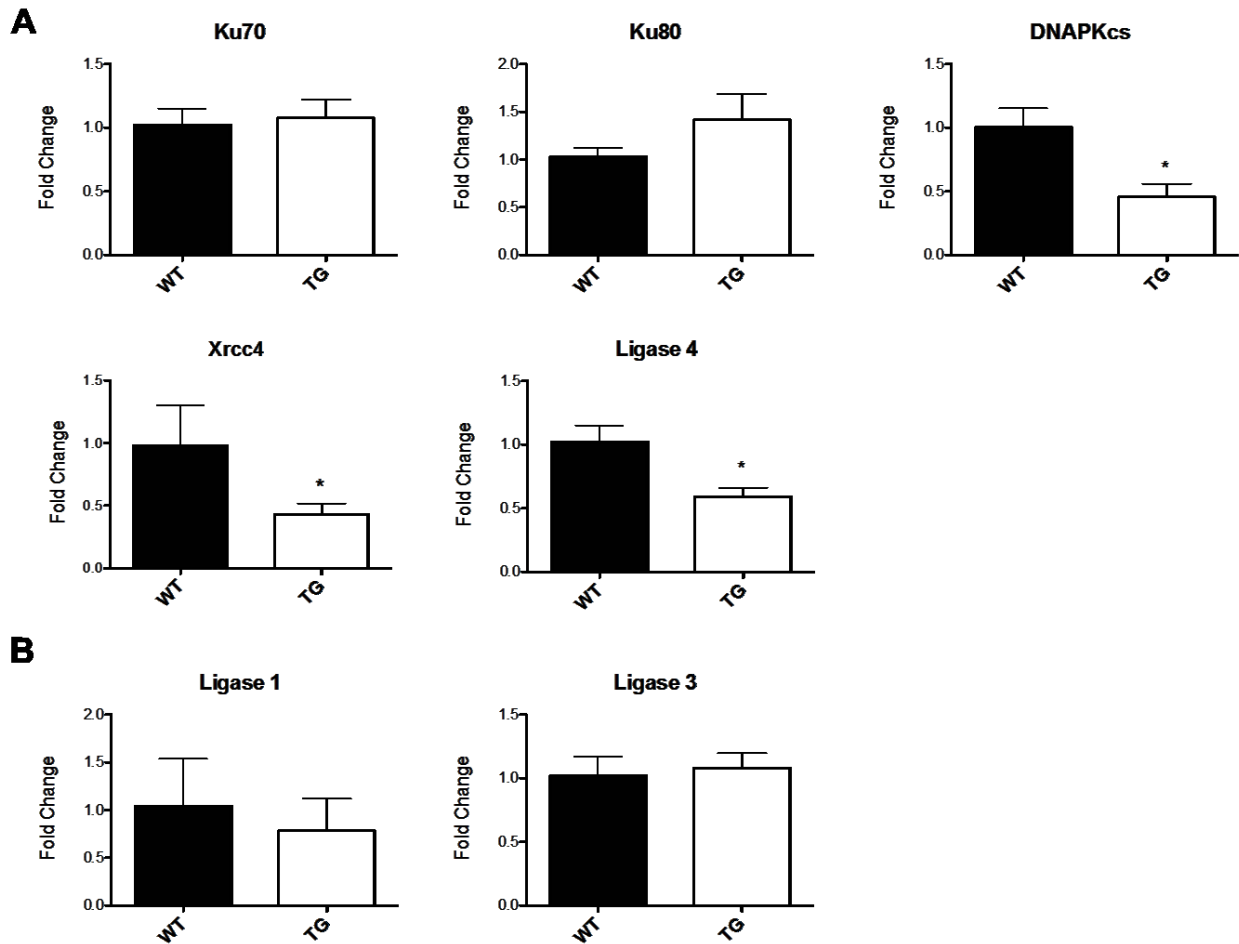 A
Ku70
Ku80
DNAPKcs
1.5
1.0
0.5
0.0
Fold Change
WT
TG
2.0
1.5
1.0
0.5
0.0
Fold Change
WT
TG
1.5
1.0
0.5
0.0
Fold Change
*
WT
TG
Xrcc4
Ligase 4
1.5
1.0
0.5
0.0
Fold Change
*
WT
TG
1.5
1.0
0.5
0.0
Fold Change
*
WT
TG
B
Ligase 1
Ligase 3
2.0
1.5
1.0
0.5
0.0
Fold Change
WT
TG
1.5
1.0
0.5
0.0
Fold Change
WT
TG